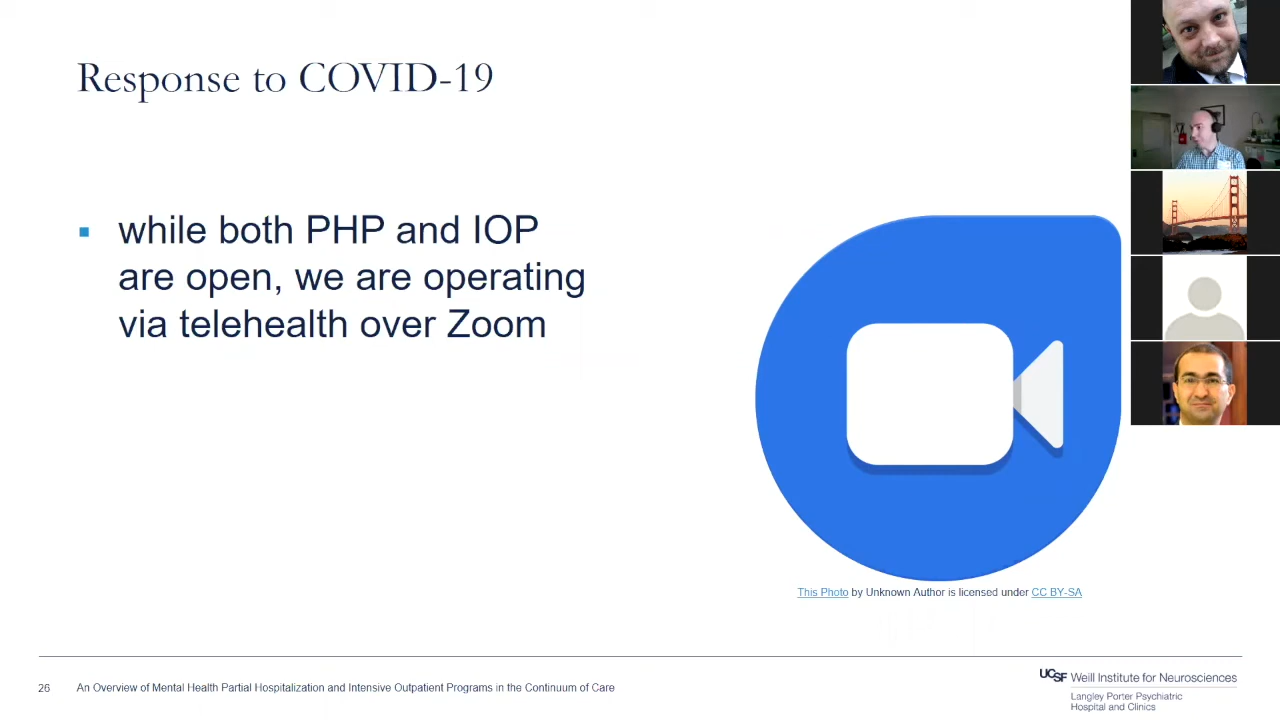 Response to COVID-19
▪ while both PHP and IOP
are open, we are operating
via telehealth over Zoom
This Photo by Unknown Author is licensed under CC BY-SA
26 An Overview of Mental Health Partial Hospitalization and Intensive Outpatient Programs in the Continuum of Care
UCSF Weill Institute for Neurosciences
Langley Porter Psychiatric
Hospital and Clinics